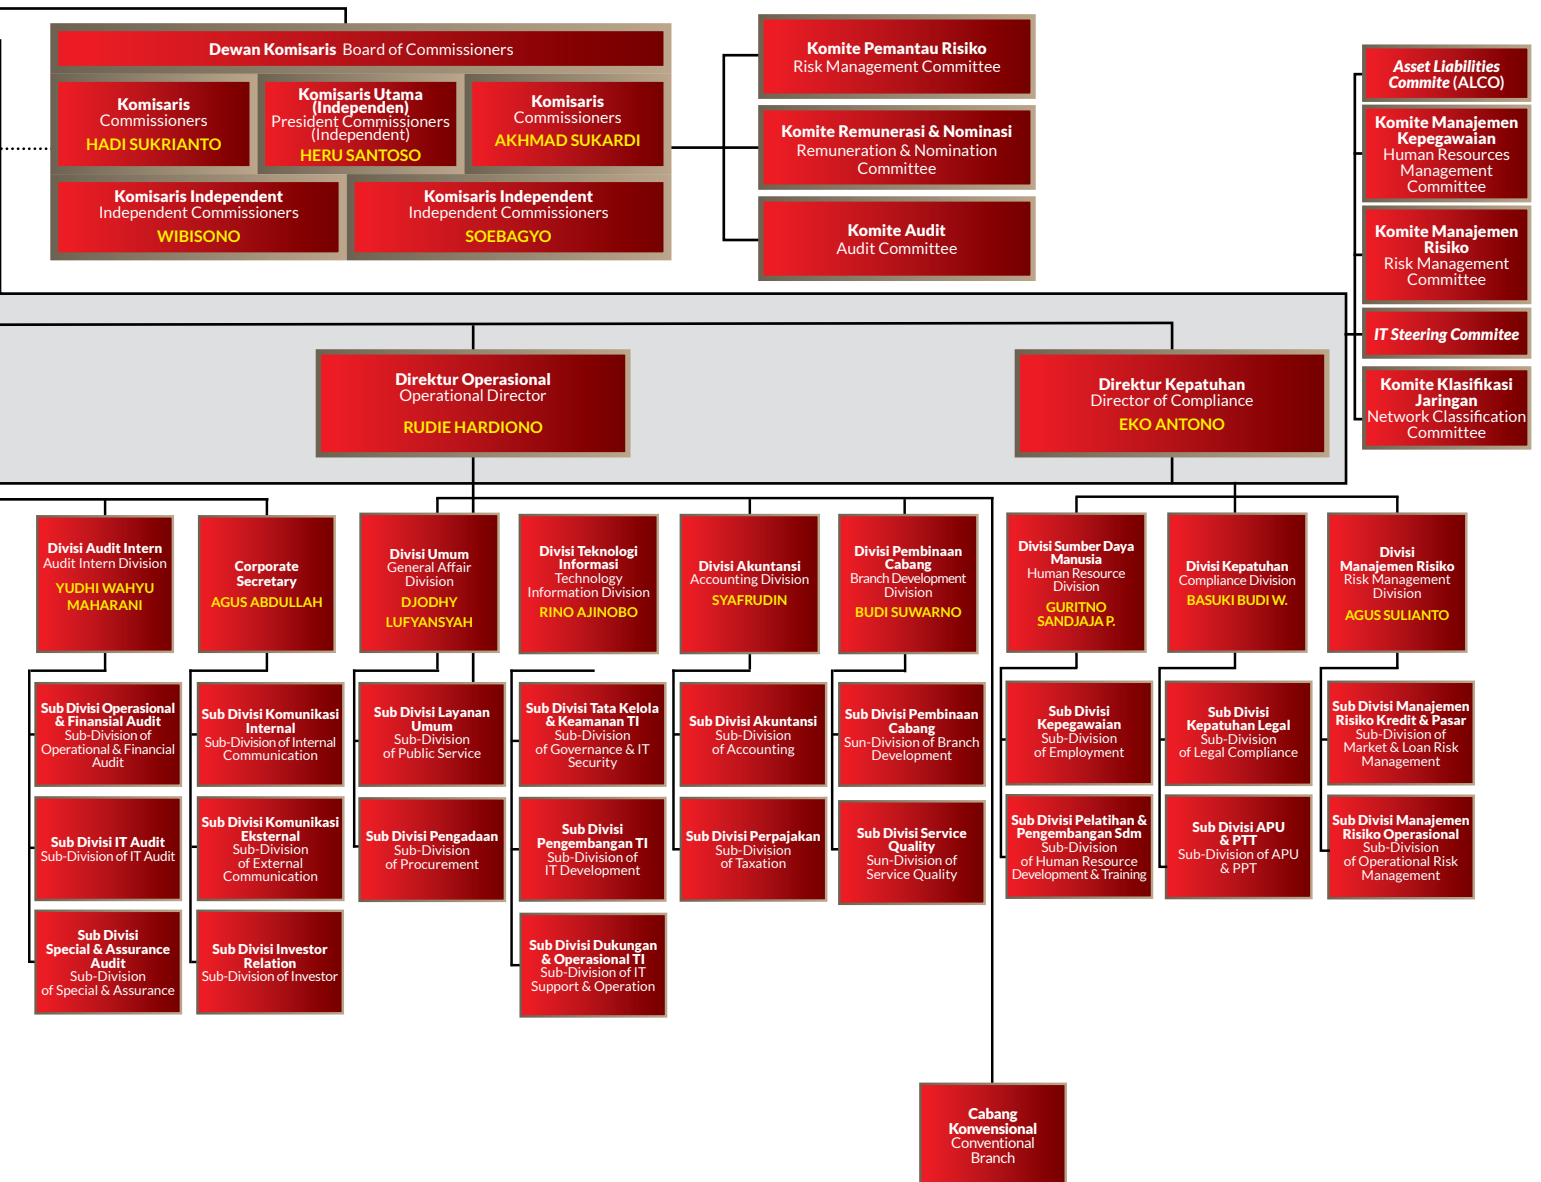 Dewan Komisaris Board of Commissioners
Komisaris
Commissioners
HADI SUKRIANTO
Komisaris Utama
(Independen)
President Commissioners
(Independent)
HERU SANTOSO
Komisaris
Commissioners
AKHMAD SUKARDI
Komisaris Independent
Independent Commissioners
WIBISONO
Komisaris Independent
Independent Commissioners
SOEBAGYO
Komite Pemantau Risiko
Risk Management Committee
Komite Remunerasi & Nominasi
Remuneration & Nomination
Committee
Komite Audit
Audit Committee
Asset Liabilities
Commite (ALCO)
Komite Manajemen
Kepegawaian
Human Resources
Management
Committee
Komite Manajemen
Risiko
Risk Management
Committee
IT Steering Commitee
Komite Klasifikasi
Jaringan
Network Classification
Committee
Direktur Operasional
Operational Director
RUDIE HARDIONO
Direktur Kepatuhan
Director of Compliance
EKO ANTONO
Divisi Audit Intern
Audit Intern Division
YUDHI WAHYU
MAHARANI
Corporate
Secretary
AGUS ABDULLAH
Divisi Umum
General Affair
Division
DJODHY
LUFYANSYAH
Divisi Teknologi
Informasi
Technology
Information Division
RINO AJINOBO
Divisi Akuntansi
Accounting Division
SYAFRUDIN
Divisi Pembinaan
Cabang
Branch Development
Division
BUDI SUWARNO
Divisi Sumber Daya
Manusia
Human Resource
Division
GURITNO
SANDJAJA P.
Divisi Kepatuhan
Compliance Division
BASUKI BUDI W.
Divisi
Manajemen Risiko
Risk Management
Division
AGUS SULIANTO
Sub Divisi Operasional
& Finansial Audit
Sub-Division of
Operational & Financial
Audit
Sub Divisi Komunikasi
Internal
Sub-Division of Internal
Communication
Sub Divisi Layanan
Umum
Sub-Division
of Public Service
Sub Divisi Tata Kelola
& Keamanan TI
Sub-Division
of Governance & IT
Security
Sub Divisi Akuntansi
Sub-Division
of Accounting
Sub Divisi Pembinaan
Cabang
Sun-Division of Branch
Development
Sub Divisi
Kepegawaian
Sub-Division
of Employment
Sub Divisi
Kepatuhan Legal
Sub-Division
of Legal Compliance
Sub Divisi Manajemen
Risiko Kredit & Pasar
Sub-Division of
Market & Loan Risk
Management
Sub Divisi IT Audit
Sub-Division of IT Audit
Sub Divisi Komunikasi
Eksternal
Sub-Division
of External
Communication
Sub Divisi Pengadaan
Sub-Division
of Procurement
Sub Divisi
Pengembangan TI
Sub-Division of
IT Development
Sub Divisi Perpajakan
Sub-Division
of Taxation
Sub Divisi Service
Quality
Sun-Division of
Service Quality
Sub Divisi Pelatihan &
Pengembangan Sdm
Sub-Division
of Human Resource
Development & Training
Sub Divisi APU
& PTT
Sub-Division of APU
& PPT
Sub Divisi Manajemen
Risiko Operasional
Sub-Division
of Operational Risk
Management
Sub Divisi
Special & Assurance
Audit
Sub-Division
of Special & Assurance
Sub Divisi Investor
Relation
Sub-Division of Investor
Sub Divisi Dukungan
& Operasional TI
Sub-Division of IT
Support & Operation
Cabang
Konvensional
Conventional
Branch